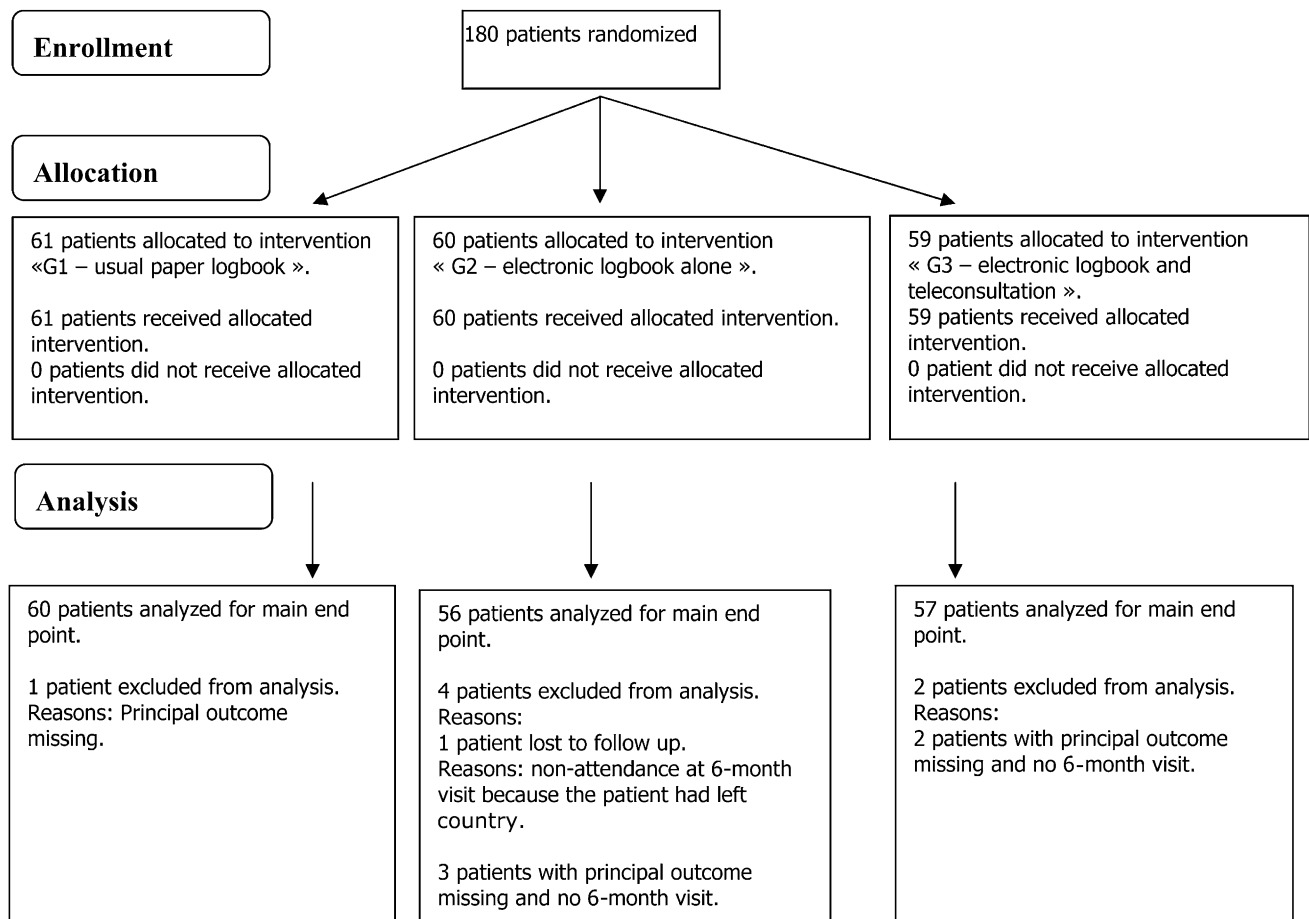 Enrollment
180 patients randomized
Allocation
61 patients allocated to intervention
«G1 – usual paper logbook ».
61 patients received allocated
intervention.
0 patients did not receive allocated
intervention.
60 patients allocated to intervention
« G2 – electronic logbook alone ».
60 patients received allocated intervention.
0 patients did not receive allocated
intervention.
59 patients allocated to intervention
« G3 – electronic logbook and
teleconsultation ».
59 patients received allocated
intervention.
0 patient did not receive allocated
intervention.
Analysis
60 patients analyzed for main end
point.
1 patient excluded from analysis.
Reasons: Principal outcome
missing.
56 patients analyzed for main end
point.
4 patients excluded from analysis.
Reasons:
1 patient lost to follow up.
Reasons: non-attendance at 6-month
visit because the patient had left
country.
3 patients with principal outcome
missing and no 6-month visit.
57 patients analyzed for main end
point.
2 patients excluded from analysis.
Reasons:
2 patients with principal outcome
missing and no 6-month visit.